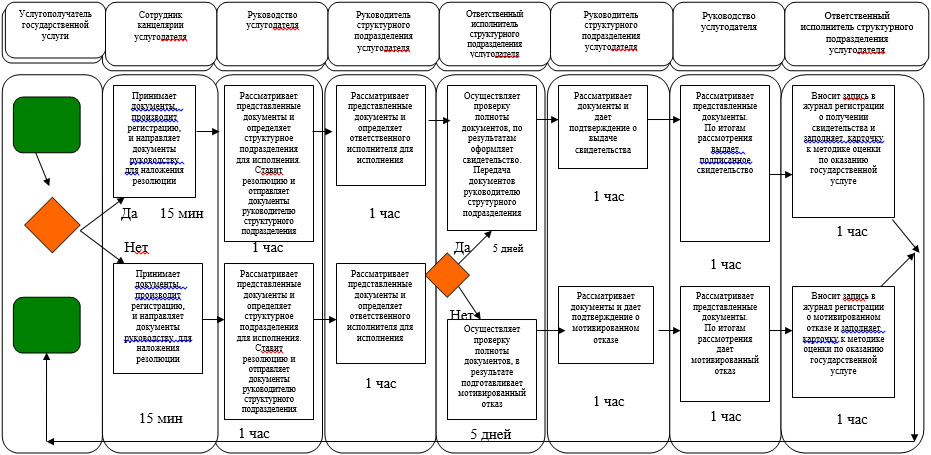 Услугополучатель
государственной
услуги
Сотрудник
канцелярии
услугодателя
Руководство
услугодателя
Руководитель
структурного
подразделения
услугодателя
Ответственный
исполнитель
структурного
подразделения
услугодателя
Руководитель
структурного
подразделения
услугодателя
Руководство
услугодателя
Ответственный
исполнитель структурного
подразделения
услугодателя
Принимает
документы,
производит
регистрацию,
и направляет
документы
руководству
для наложения
резолюции
Да
15 мин
Рассматривает
представленные
документы и
определяет
структурное
подразделения
для исполнения.
Ставит
резолюцию и
отправляет
документы
руководителю
структурного
подразделения
1 час
Рассматривает
представленные
документы и
определяет
ответственного
исполнителя для
исполнения
1 час
Осуществляет
проверку
полноты
документов, по
результатам
оформляет
свидетельство.
Передача
документов
руководителю
струтурного
подразделения
Да
5 дней
Рассматривает
документы и
дает
подтверждение о
выдаче
свидетельства
1 час
Рассматривает
представленные
документы.
По итогам
рассмотрения
выдает
подписанное
свидетельство
1 час
Вносит запись в
журнал регистрации
о получении
свидетельства и
заполняет карточку
к методике оценки
по оказанию
государственной
услуге
1 час
Нет
Принимает
документы,
производит
регистрацию,
и направляет
документы
руководству для
наложения
резолюции
15 мин
Рассматривает
представленные
документы и
определяет
структурное
подразделения
для исполнения.
Ставит
резолюцию и
отправляет
документы
руководителю
структурного
подразделения
1 час
Рассматривает
представленные
документы и
определяет
ответственного
исполнителя для
исполнения
1 час
Нет
Осуществляет
проверку
полноты
документов, в
результате
подготавливает
мотивированный
отказ
5 дней
Рассматривает
документы и дает
подтверждение о
мотивированном
отказе
1 час
Рассматривает
представленные
документы.
По итогам
рассмотрения
дает
мотивированный
отказ
1 час
Вносит запись в
журнал регистрации
о мотивированном
отказе и заполняет
карточку к методике
оценки по оказанию
государственной
услуге
1 час